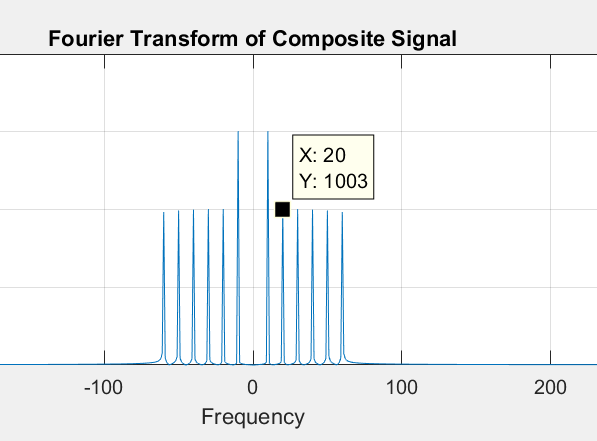 Fourier Transform of Composite Signal
X: 20
Y: 1003
-100 0 100 200
Frequency